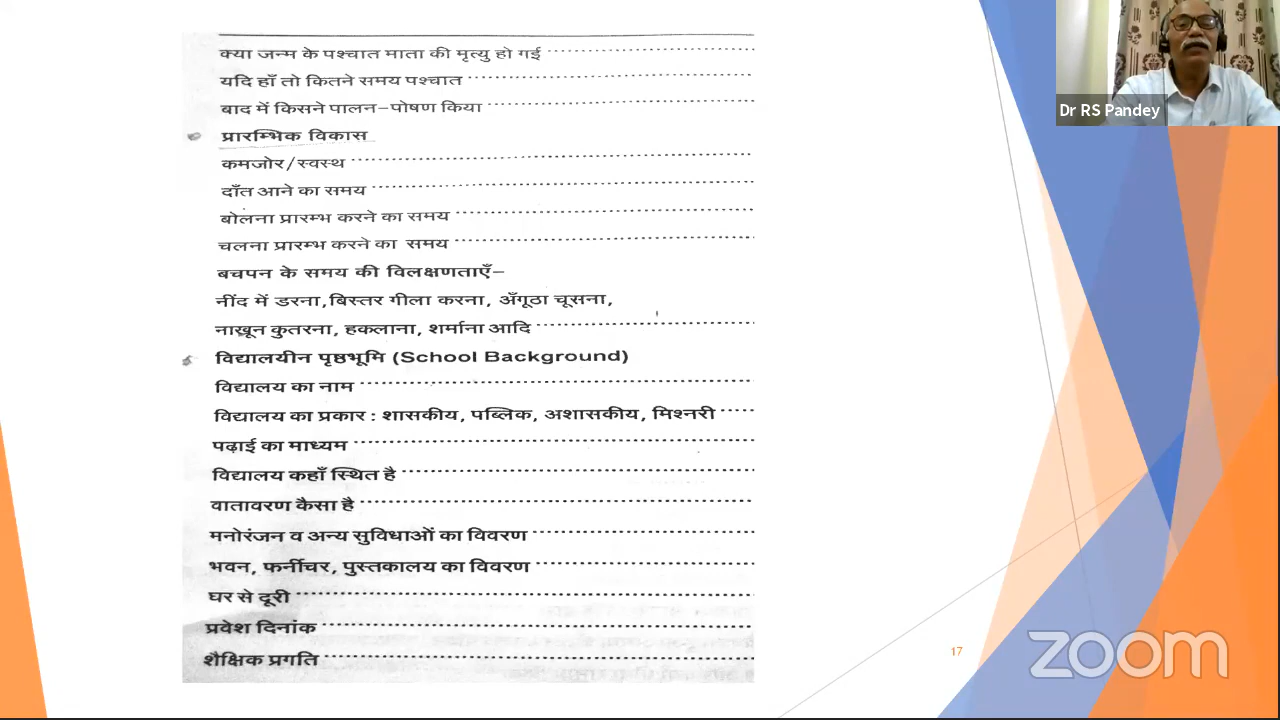 क्या जन्म के पश्चात माता की मृत्यु हो गई
यदि हाँ तो कितने समय पश्चात
बाद में किसने पालन-पोषण किया
प्रारम्भिक विकास
कमजोर/स्वस्थ
दाँत आने का समय
बोलना प्रारम्भ करने का समय
चलना प्रारम्भ करने का समय
बचपन के समय की विलक्षणताएँ-
नींद में डरना, बिस्तर गीला करना, अँगूठा चूसना,
नाखून कुतरना, हकलाना, शर्माना आदि
विद्यालयीन पृष्ठभूमि (School Background)
विद्यालय का नाम
विद्यालय का प्रकार : शासकीय, पब्लिक, अशासकीय, मिश्नरी
पढ़ाई का माध्यम
विद्यालय कहाँ स्थित है
वातावरण कैसा है
मनोरंजन व अन्य सुविधाओं का विवरण
भवन, फर्नीचर, पुस्तकालय का विवरण
घर से दूरी
प्रवेश दिनांक
शैक्षिक प्रगति
Dr RS Pandey
17
zoom